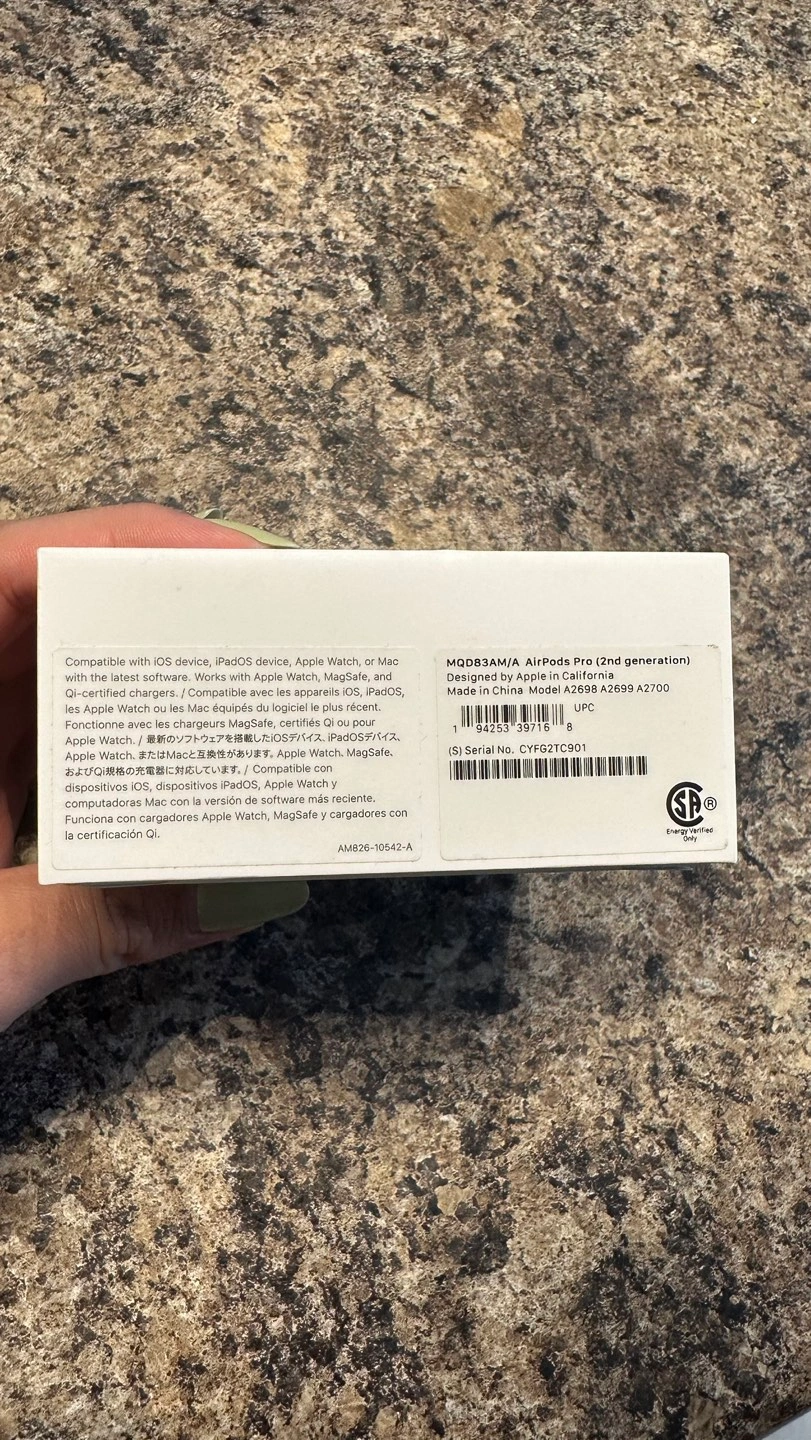 Compatible with iOS device, iPadOS device, Apple Watch, or Mac
with the latest software. Works with Apple Watch, MagSafe, and
Qi-certified chargers. / Compatible avec les appareils iOS, iPadOS,
les Apple Watch ou les Mac équipés du logiciel le plus récent.
Fonctionne avec les chargeurs MagSafe, certifiés Qi ou pour
Apple Watch. / 最新のソフトウェアを搭載したiOSデバイス、iPadOSデバイス、
Apple Watch、またはMacと互換性があります。Apple Watch、MagSafe、
およびQi規格の充電器に対応しています。/ Compatible con
dispositivos iOS, dispositivos iPadOS, Apple Watch y
computadoras Mac con la versión de software más reciente.
Funciona con cargadores Apple Watch, MagSafe y cargadores con
la certificación Qi.
AM826-10542-A
MQD83AM/A AirPods Pro (2nd generation)
Designed by Apple in California
Made in China Model A2698 A2699 A2700
UPC
1 94253 39716 8
(S) Serial No. CYFG2TC901
SA ®
Energy Verified
Only